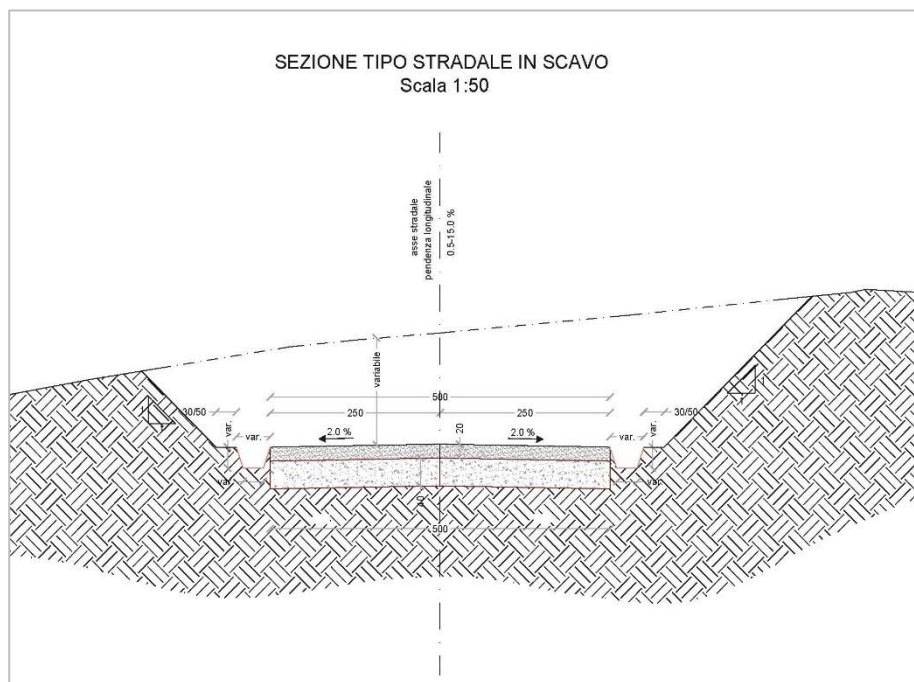 SEZIONE TIPO STRADALE IN SCAVO
Scala 1:50
asse stradale
pendenza longitudinale
0.5-15.0 %
variabile
500
30/50
250
250
30/50
var.
var.
2.0 %
20
2.0 %
var.
var.
1
1
1
var.
var.
40
500